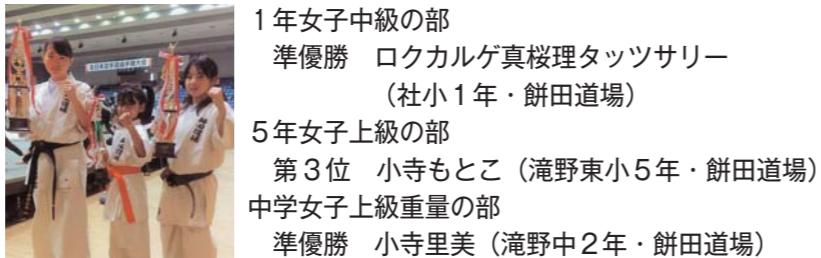 １年女子中級の部
準優勝　ロクカルゲ真桜理タッツサリー
（社小１年・餅田道場）
５年女子上級の部
第３位　小寺もとこ（滝野東小５年・餅田道場）
中学女子上級重量の部
準優勝　小寺里美（滝野中２年・餅田道場）